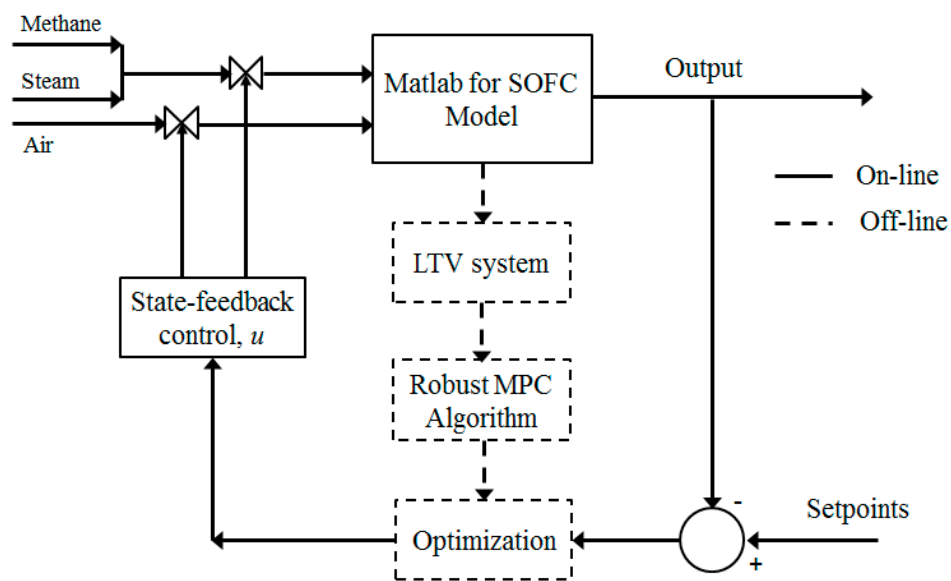 Methane
Steam
Air
Matlab for SOFC
Model
Output
On-line
Off-line
LTV system
State-feedback
control, u
Robust MPC
Algorithm
Optimization
-
+
Setpoints